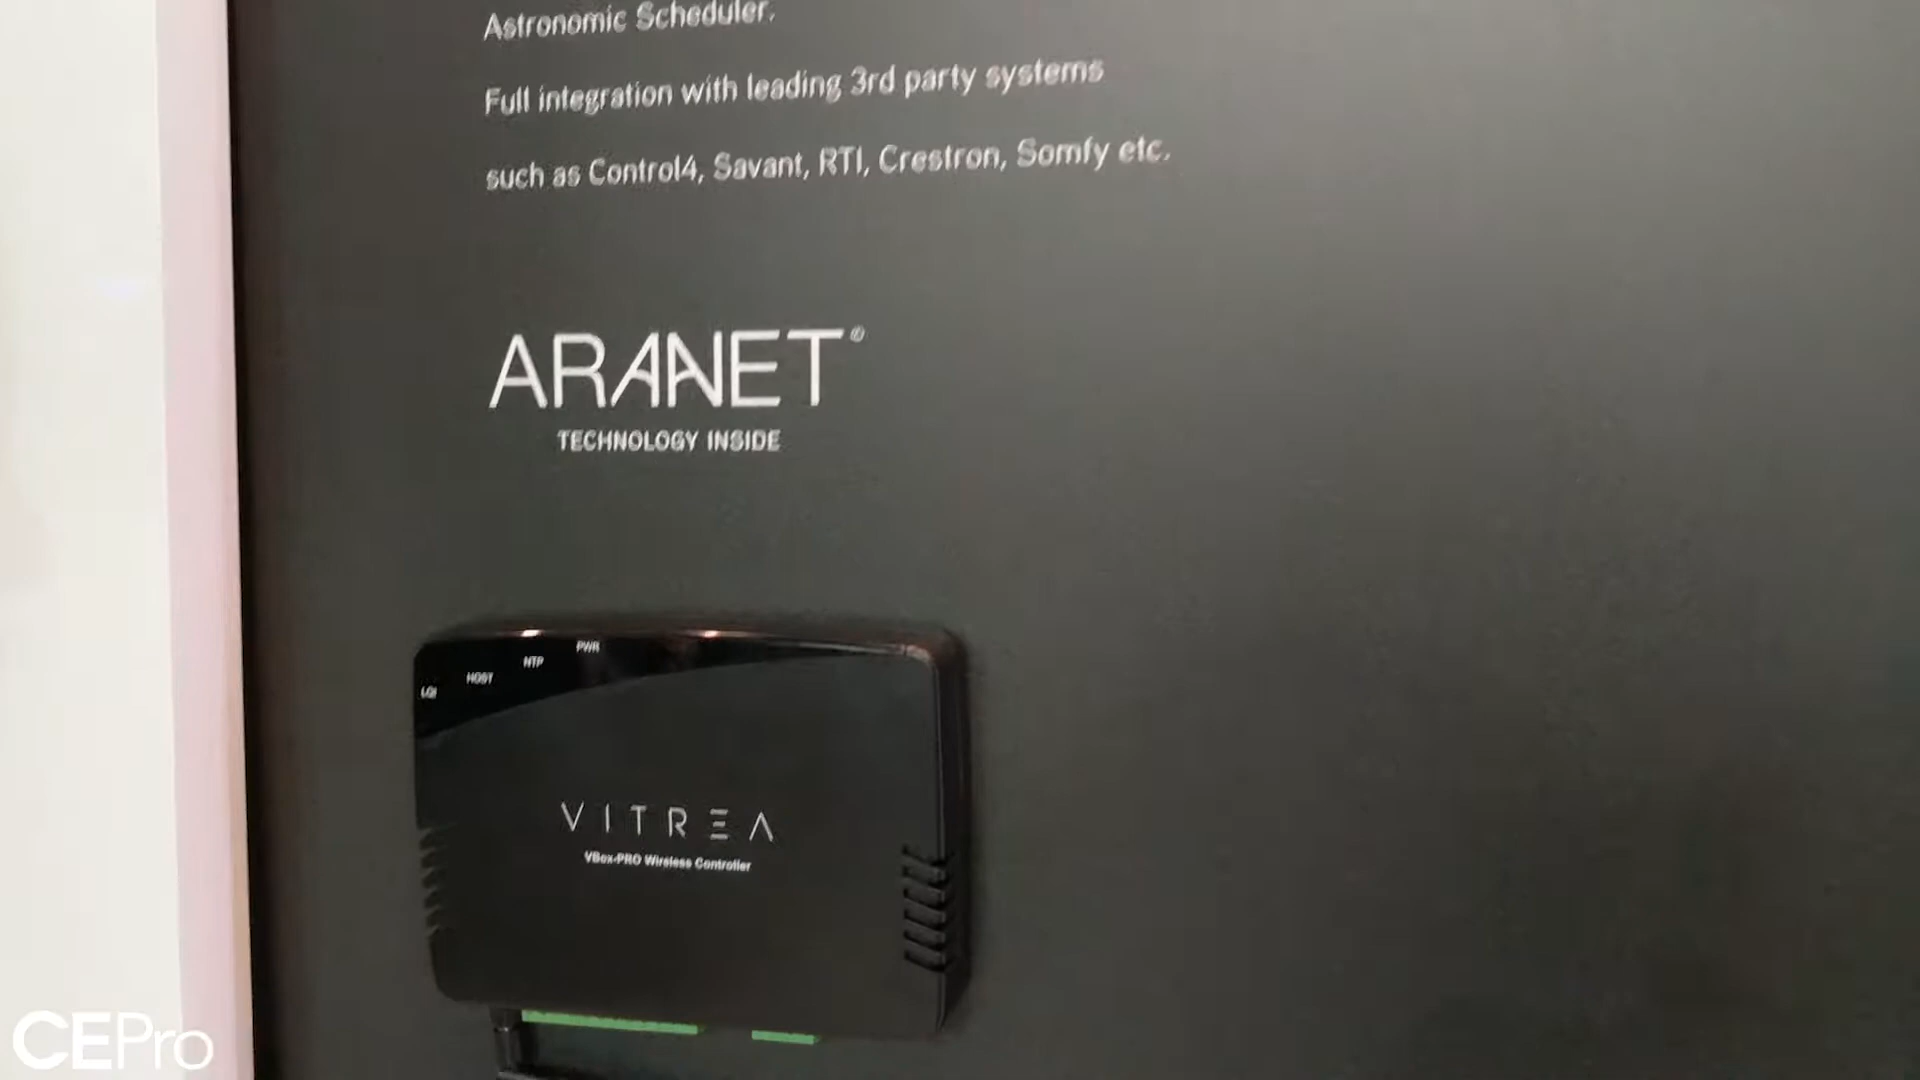 Astronomic Scheduler.
Full integration with leading 3rd party systems
such as Control4, Savant, RTI, Crestron, Somfy etc.
ARANET®
TECHNOLOGY INSIDE
LQI HOST NTP PWR
VITREA
VBox-PRO Wireless Controller
CEPro